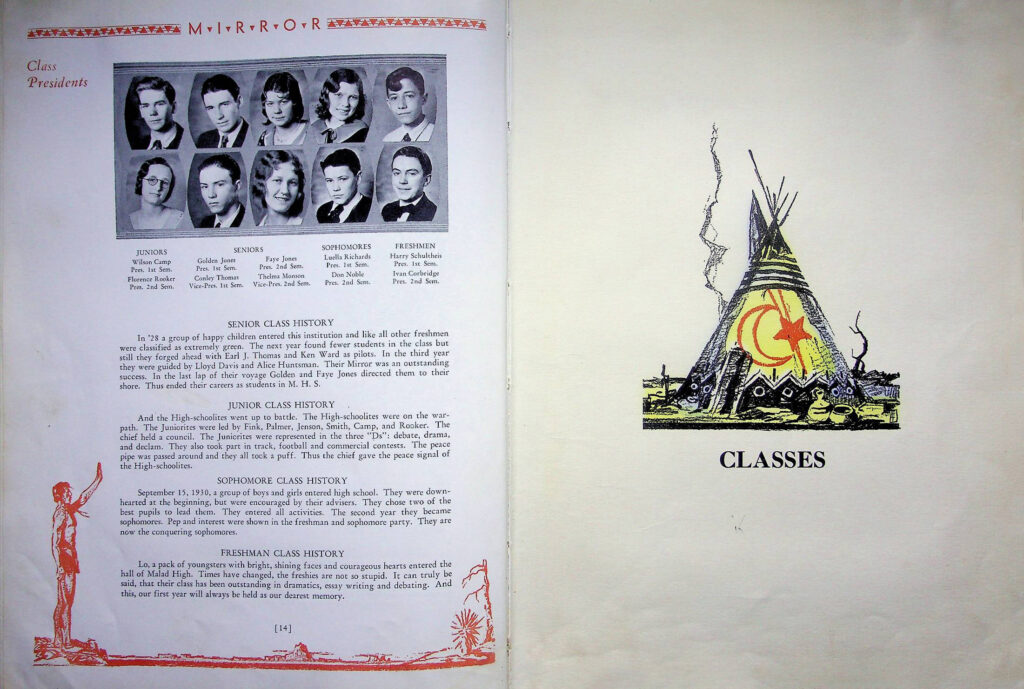 MIRROR
Class
Presidents
JUNIORS
Wilson Camp
Pres. 1st Sem.
Florence Rooker
Pres. 2nd Sem.
SENIORS
Golden Jones
Pres. 1st Sem.
Conley Thomas
Vice-Pres. 1st Sem.
Faye Jones
Pres. 2nd Sem.
Thelma Monson
Vice-Pres. 2nd Sem.
SOPHOMORES
Luella Richards
Pres. 1st Sem.
Don Noble
Pres. 2nd Sem.
FRESHMEN
Harry Schultheis
Pres. 1st Sem.
Ivan Corbridge
Pres. 2nd Sem.
SENIOR CLASS HISTORY
In '28 a group of happy children entered this institution and like all other freshmen
were classified as extremely green. The next year found fewer students in the class but
still they forged ahead with Earl J. Thomas and Ken Ward as pilots. In the third year
they were guided by Lloyd Davis and Alice Huntsman. Their Mirror was an outstanding
success. In the last lap of their voyage Golden and Faye Jones directed them to their
shore. Thus ended their careers as students in M. H. S.
JUNIOR CLASS HISTORY
And the High-schoolites went up to battle. The High-schoolites were on the war-
path. The Juniorites were led by Fink, Palmer, Jenson, Smith, Camp, and Rooker. The
chief held a council. The Juniorites were represented in the three "Ds": debate, drama,
and declam. They also took part in track, football and commercial contests. The peace
pipe was passed around and they all took a puff. Thus the chief gave the peace signal of
the High-schoolites.
SOPHOMORE CLASS HISTORY
September 15, 1930, a group of boys and girls entered high school. They were down-
hearted at the beginning, but were encouraged by their advisers. They chose two of the
best pupils to lead them. They entered all activities. The second year they became
sophomores. Pep and interest were shown in the freshman and sophomore party. They are
now the conquering sophomores.
FRESHMAN CLASS HISTORY
Lo, a pack of youngsters with bright, shining faces and courageous hearts entered the
hall of Malad High. Times have changed, the freshies are not so stupid. It can truly be
said, that their class has been outstanding in dramatics, essay writing and debating. And
this, our first year will always be held as our dearest memory.
[14]
CLASSES